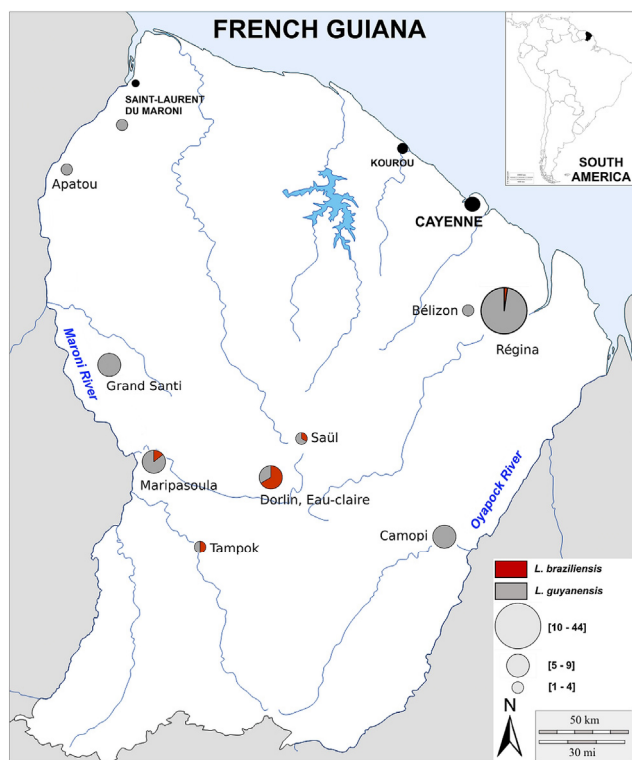 FRENCH GUIANA
SAINT-LAURENT
DU MARONI
Apatou
KOUROU
CAYENNE
SOUTH
AMERICA
Bélizon
Régina
Maroni River
Grand Santi
Saül
Maripasoula
Dorlin, Eau-claire
Oyapock River
Camopi
Tampok
L. braziliensis
L. guyanensis
[10 - 44]
[5 - 9]
[1 - 4]
N
50 km
30 mi